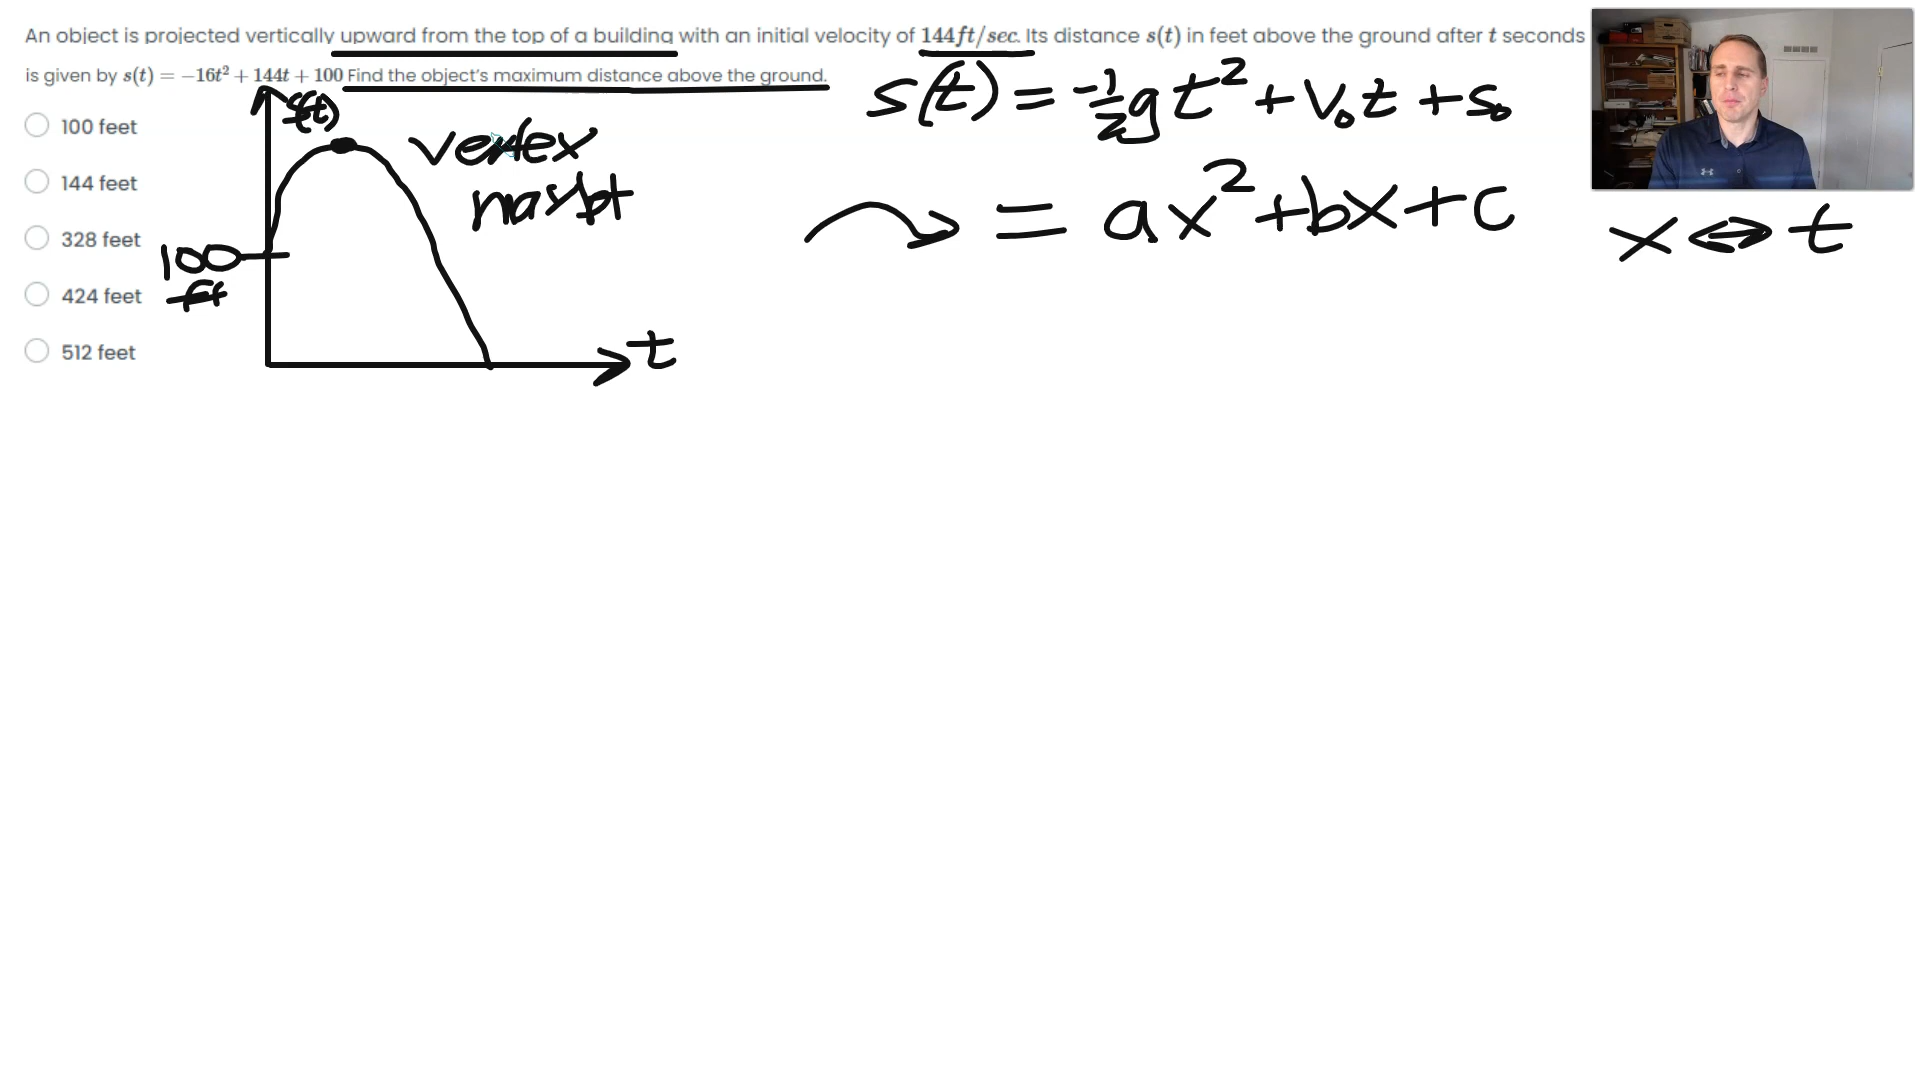 An object is projected vertically upward from the top of a building with an initial velocity of 144ft/sec. Its distance s(t) in feet above the ground after t seconds
is given by s(t) = −16t² + 144t + 100 Find the object's maximum distance above the ground.
100 feet
144 feet
328 feet
424 feet
512 feet
s(t)
vertex
max pt
100
ft
t
s(t) = -½gt² + V₀t + s₀
= ax² + bx + c
x ⇔ t